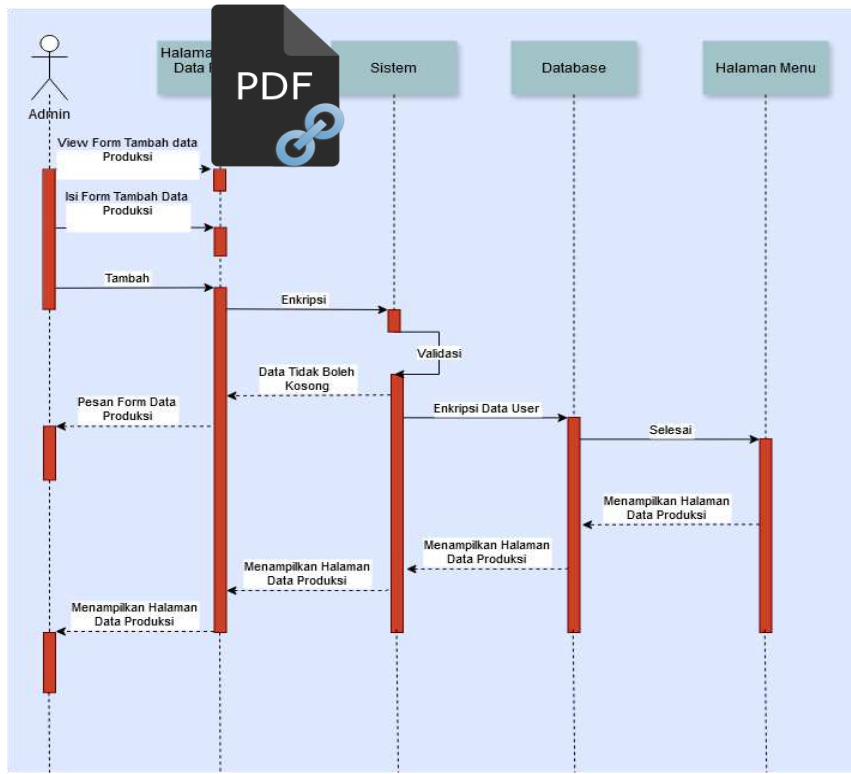 Halama
Data
PDF
Sistem
Database
Halaman Menu
Admin
View Form Tambah data
Produksi
Isi Form Tambah Data
Produksi
Tambah
Enkripsi
Validasi
Data Tidak Boleh
Kosong
Pesan Form Data
Produksi
Enkripsi Data User
Selesai
Menampilkan Halaman
Data Produksi
Menampilkan Halaman
Data Produksi
Menampilkan Halaman
Data Produksi
Menampilkan Halaman
Data Produksi